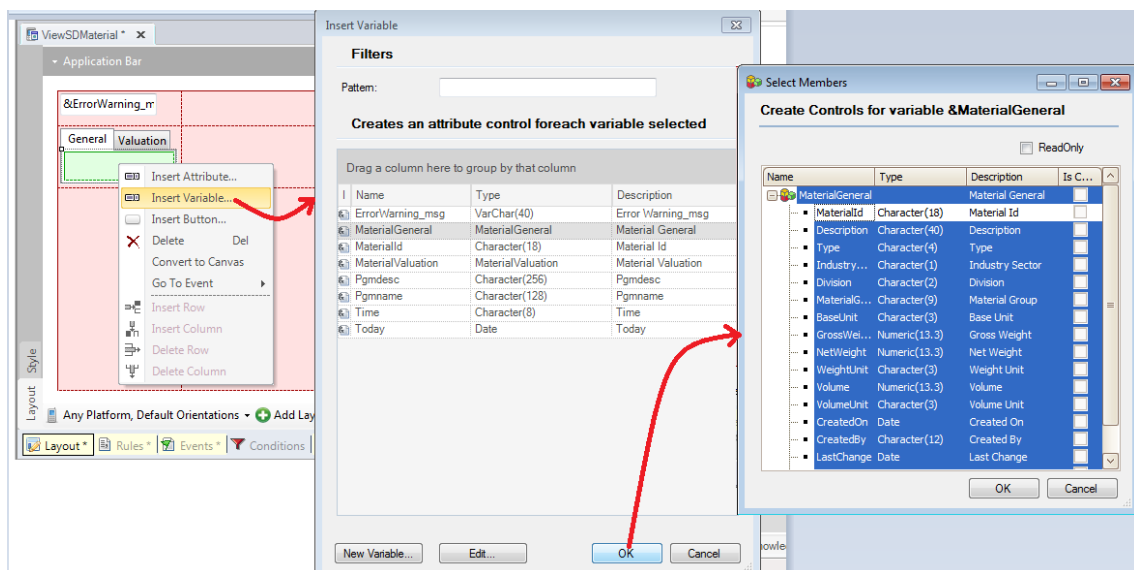 ViewSDMaterial * x
Application Bar
&ErrorWarning_m
General Valuation
Insert Attribute...
Insert Variable...
Insert Button...
Delete Del
Convert to Canvas
Go To Event
Insert Row
Insert Column
Delete Row
Delete Column
Style
Layout
Any Platform, Default Orientations Add Lay
Layout * Rules * Events * Conditions
Insert Variable
Filters
Pattern:
Creates an attribute control foreach variable selected
Drag a column here to group by that column
I Name Type Description
ErrorWarning_msg VarChar(40) Error Warning_msg
MaterialGeneral MaterialGeneral Material General
MaterialId Character(18) Material Id
MaterialValuation MaterialValuation Material Valuation
Pgmdesc Character(256) Pgmdesc
Pgmname Character(128) Pgmname
Time Character(8) Time
Today Date Today
New Variable... Edit... OK Cancel
Select Members
Create Controls for variable &MaterialGeneral
ReadOnly
Name Type Description Is C...
MaterialGeneral Material General
MaterialId Character(18) Material Id
Description Character(40) Description
Type Character(4) Type
Industry... Character(1) Industry Sector
Division Character(2) Division
MaterialG... Character(9) Material Group
BaseUnit Character(3) Base Unit
GrossWei... Numeric(13.3) Gross Weight
NetWeight Numeric(13.3) Net Weight
WeightUnit Character(3) Weight Unit
Volume Numeric(13.3) Volume
VolumeUnit Character(3) Volume Unit
CreatedOn Date Created On
CreatedBy Character(12) Created By
LastChange Date Last Change
OK Cancel
nowle